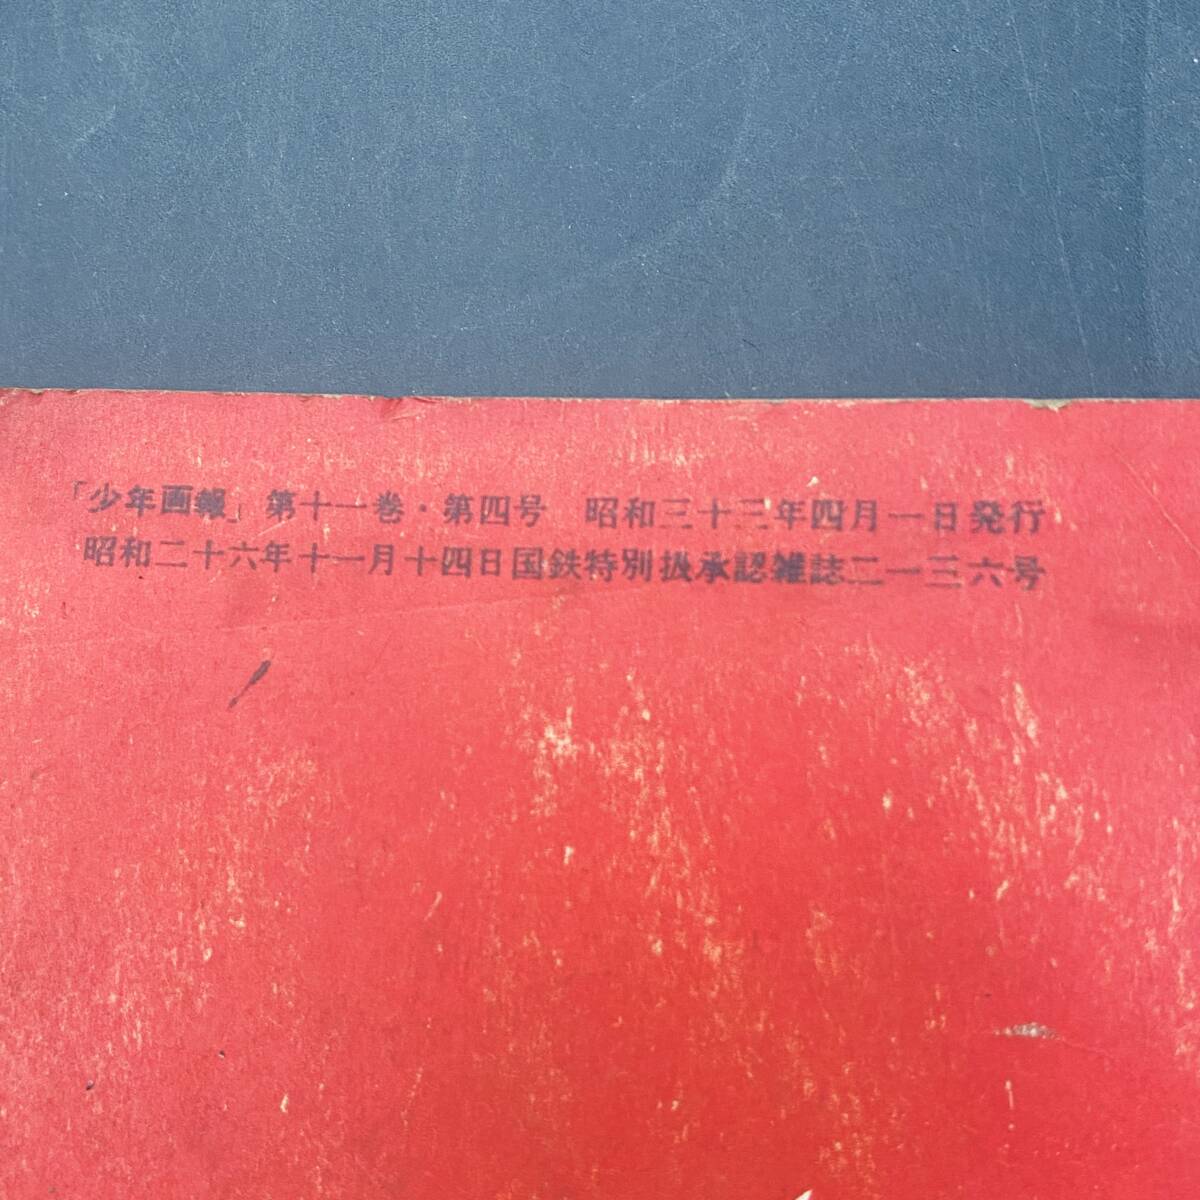 「少年画報」 第十一巻・第四号 昭和三十三年四月一日発行
昭和二十六年十一月十四日国鉄特別扱承認雑誌二一三六号